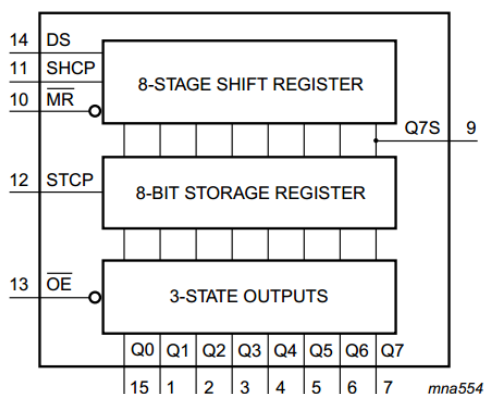 14 DS
11 SHCP
10 MR
8-STAGE SHIFT REGISTER
Q7S 9
12 STCP
8-BIT STORAGE REGISTER
13 OE
3-STATE OUTPUTS
Q0 Q1 Q2 Q3 Q4 Q5 Q6 Q7
15 1 2 3 4 5 6 7
mna554